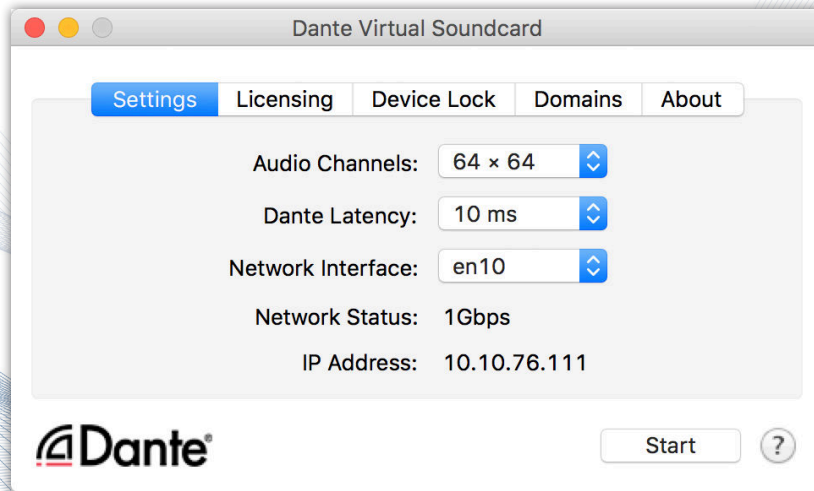 Dante Virtual Soundcard
Settings Licensing Device Lock Domains About
Audio Channels: 64 × 64
Dante Latency: 10 ms
Network Interface: en10
Network Status: 1Gbps
IP Address: 10.10.76.111
Dante® Start ?